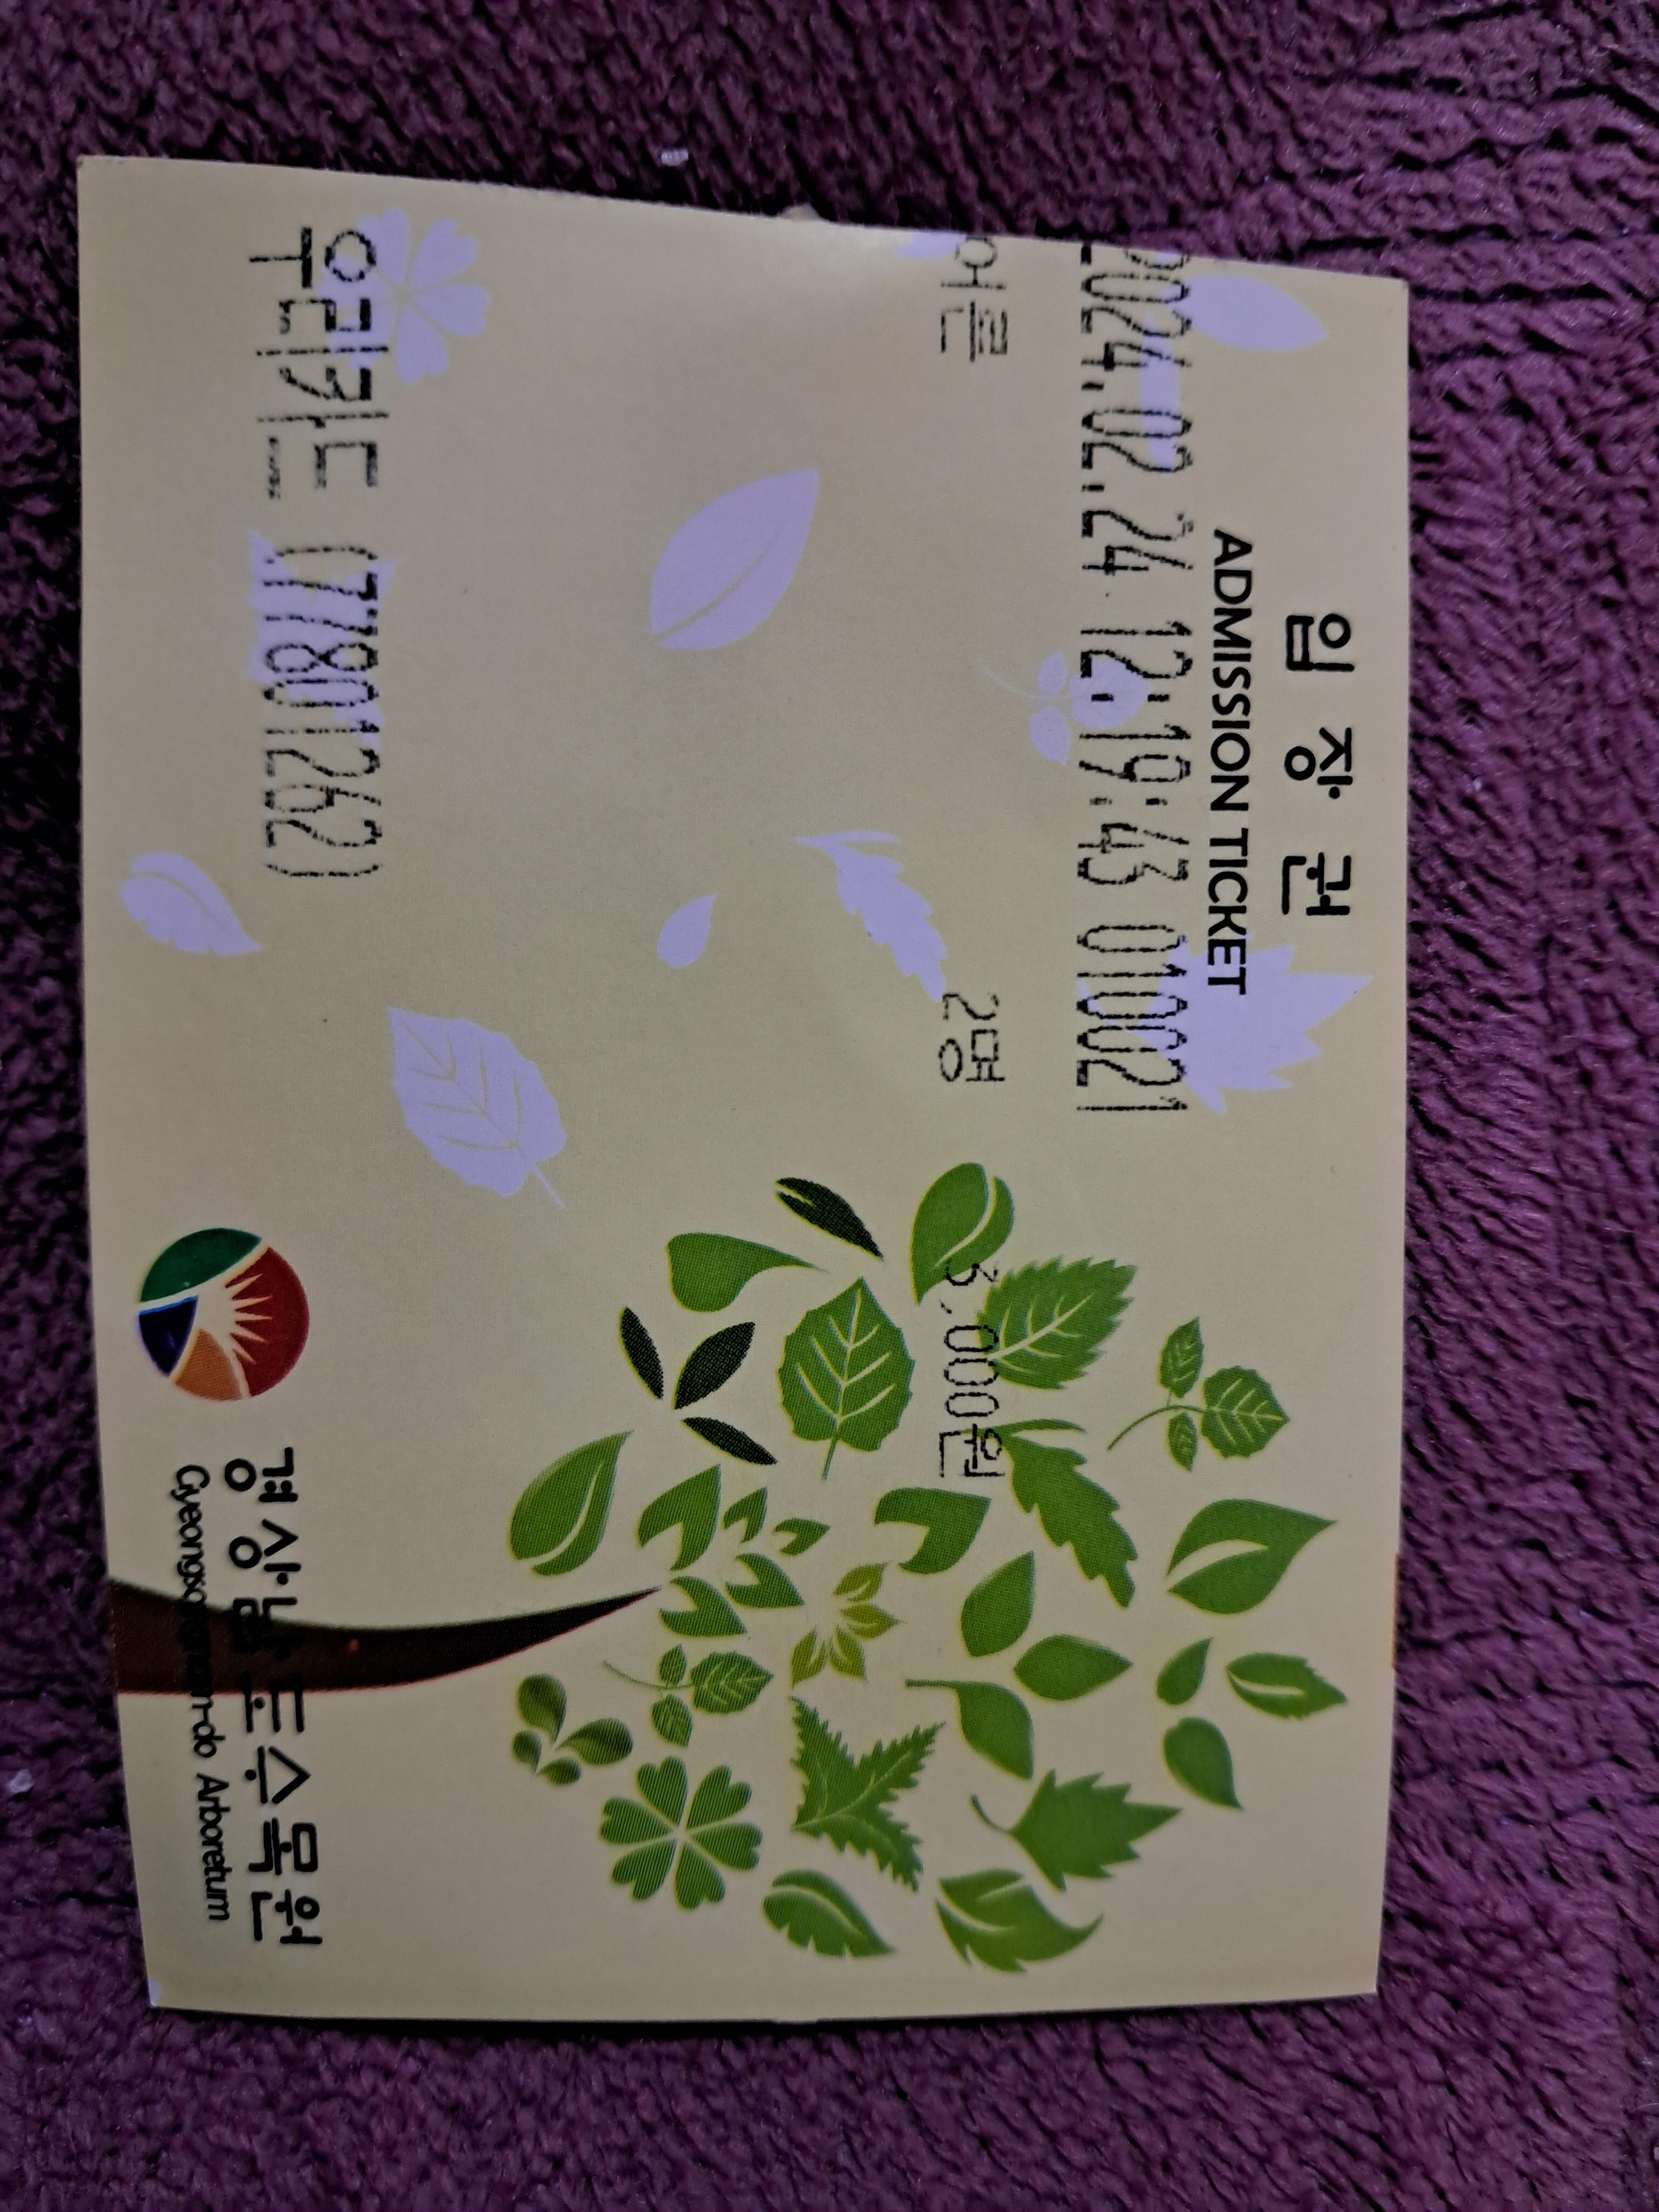 입 장 권
ADMISSION TICKET
2024.02.24 12:19:43 010021
어른 2명 3,000원
우리카드 (77801262)
경상남도수목원
Gyeongsangnam-do Arboretum